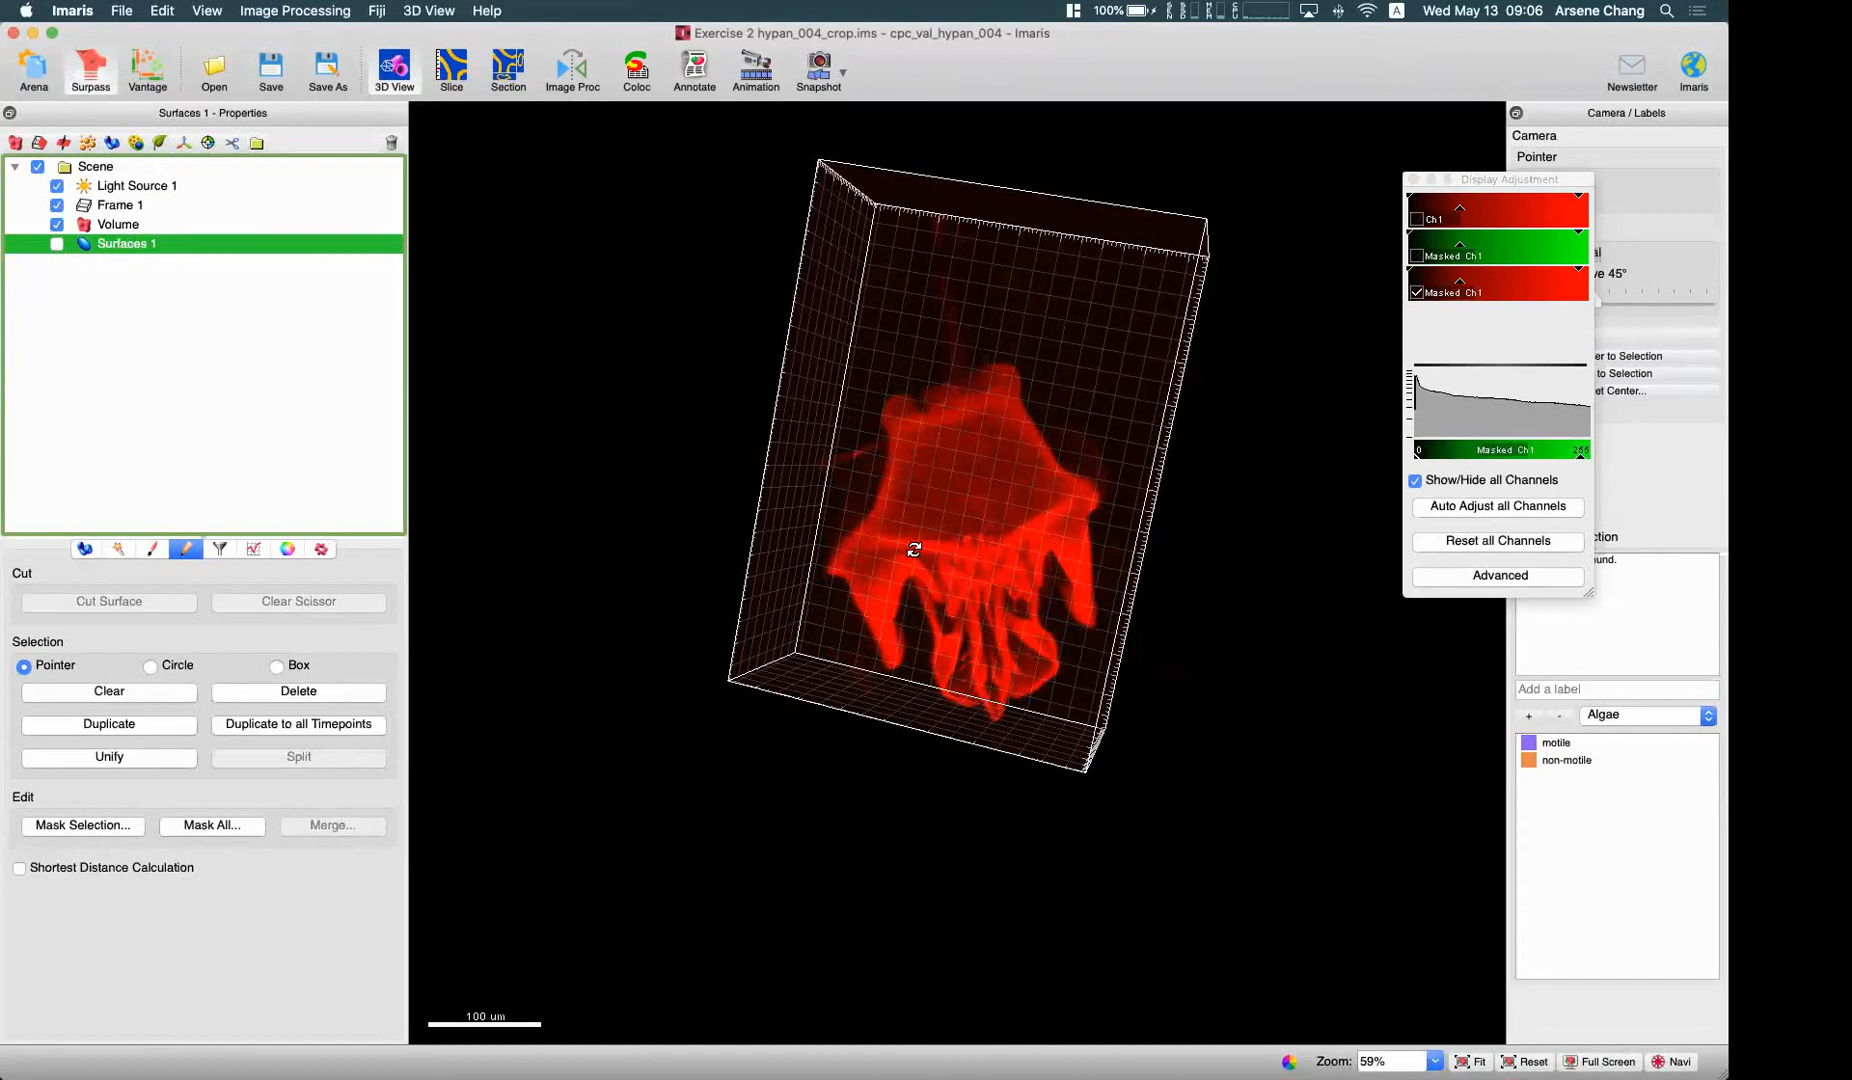 Imaris File Edit View Image Processing Fiji 3D View Help 100% A Wed May 13 09:06 Arsene Chang
Exercise 2 hypan_004_crop.ims - cpc_val_hypan_004 - Imaris
Arena Surpass Vantage Open Save Save As 3D View Slice Section Image Proc Coloc Annotate Animation Snapshot Newsletter Imaris
Surfaces 1 - Properties
Camera / Labels
Scene
Light Source 1
Frame 1
Volume
Surfaces 1
Cut
Cut Surface Clear Scissor
Selection
Pointer Circle Box
Clear Delete
Duplicate Duplicate to all Timepoints
Unify Split
Edit
Mask Selection... Mask All... Merge...
Shortest Distance Calculation
100 um
Camera
Pointer
Display Adjustment
Ch1
Masked Ch1
Masked Ch1
0 Masked Ch1 255
Show/Hide all Channels
Auto Adjust all Channels
Reset all Channels
Advanced
al
ve 45°
er to Selection
to Selection
et Center...
ction
und.
Add a label
+ - Algae
motile
non-motile
Zoom: 59% Fit Reset Full Screen Navi